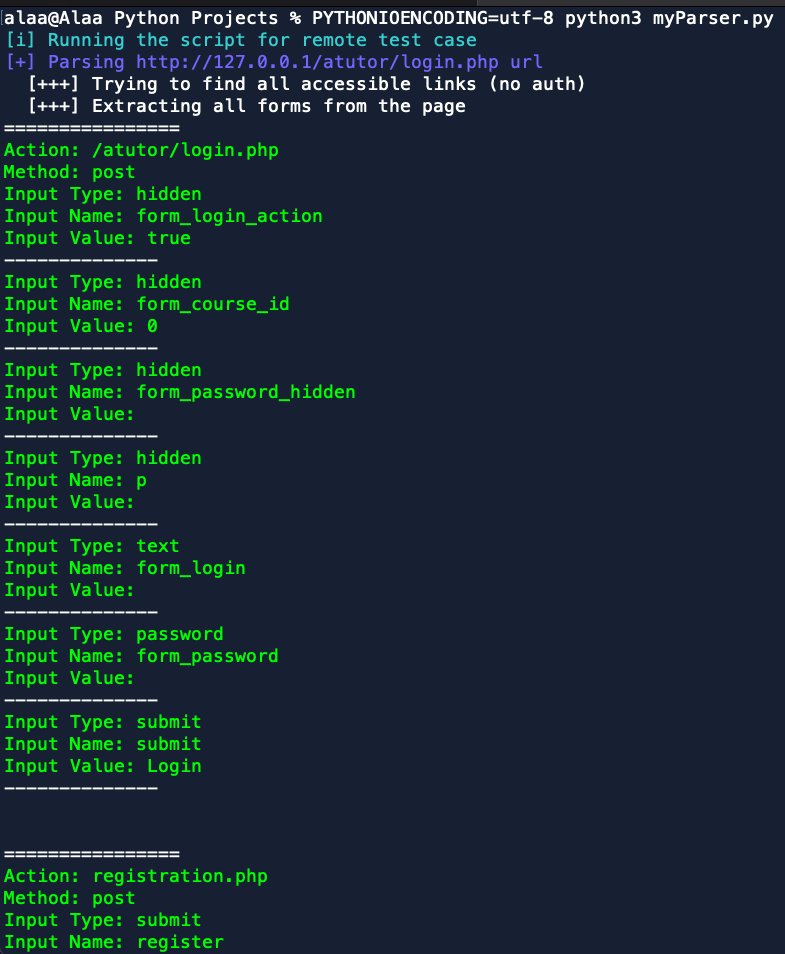 alaa@Alaa Python Projects % PYTHONIOENCODING=utf-8 python3 myParser.py
[i] Running the script for remote test case
[+] Parsing http://127.0.0.1/atutor/login.php url
[+++] Trying to find all accessible links (no auth)
[+++] Extracting all forms from the page
================
Action: /atutor/login.php
Method: post
Input Type: hidden
Input Name: form_login_action
Input Value: true
--------------
Input Type: hidden
Input Name: form_course_id
Input Value: 0
--------------
Input Type: hidden
Input Name: form_password_hidden
Input Value:
--------------
Input Type: hidden
Input Name: p
Input Value:
--------------
Input Type: text
Input Name: form_login
Input Value:
--------------
Input Type: password
Input Name: form_password
Input Value:
--------------
Input Type: submit
Input Name: submit
Input Value: Login
--------------
================
Action: registration.php
Method: post
Input Type: submit
Input Name: register